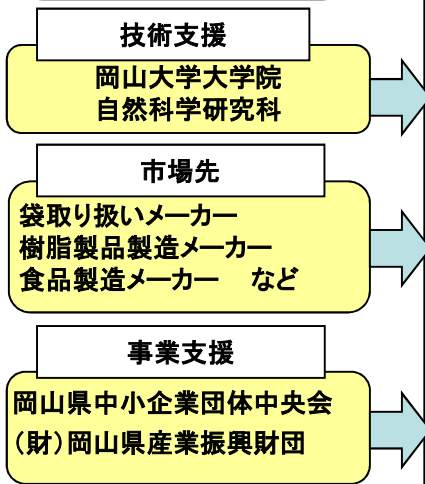 技術支援
岡山大学大学院
自然科学研究科
市場先
袋取り扱いメーカー
樹脂製品製造メーカー
食品製造メーカー　など
事業支援
岡山県中小企業団体中央会
（財）岡山県産業振興財団